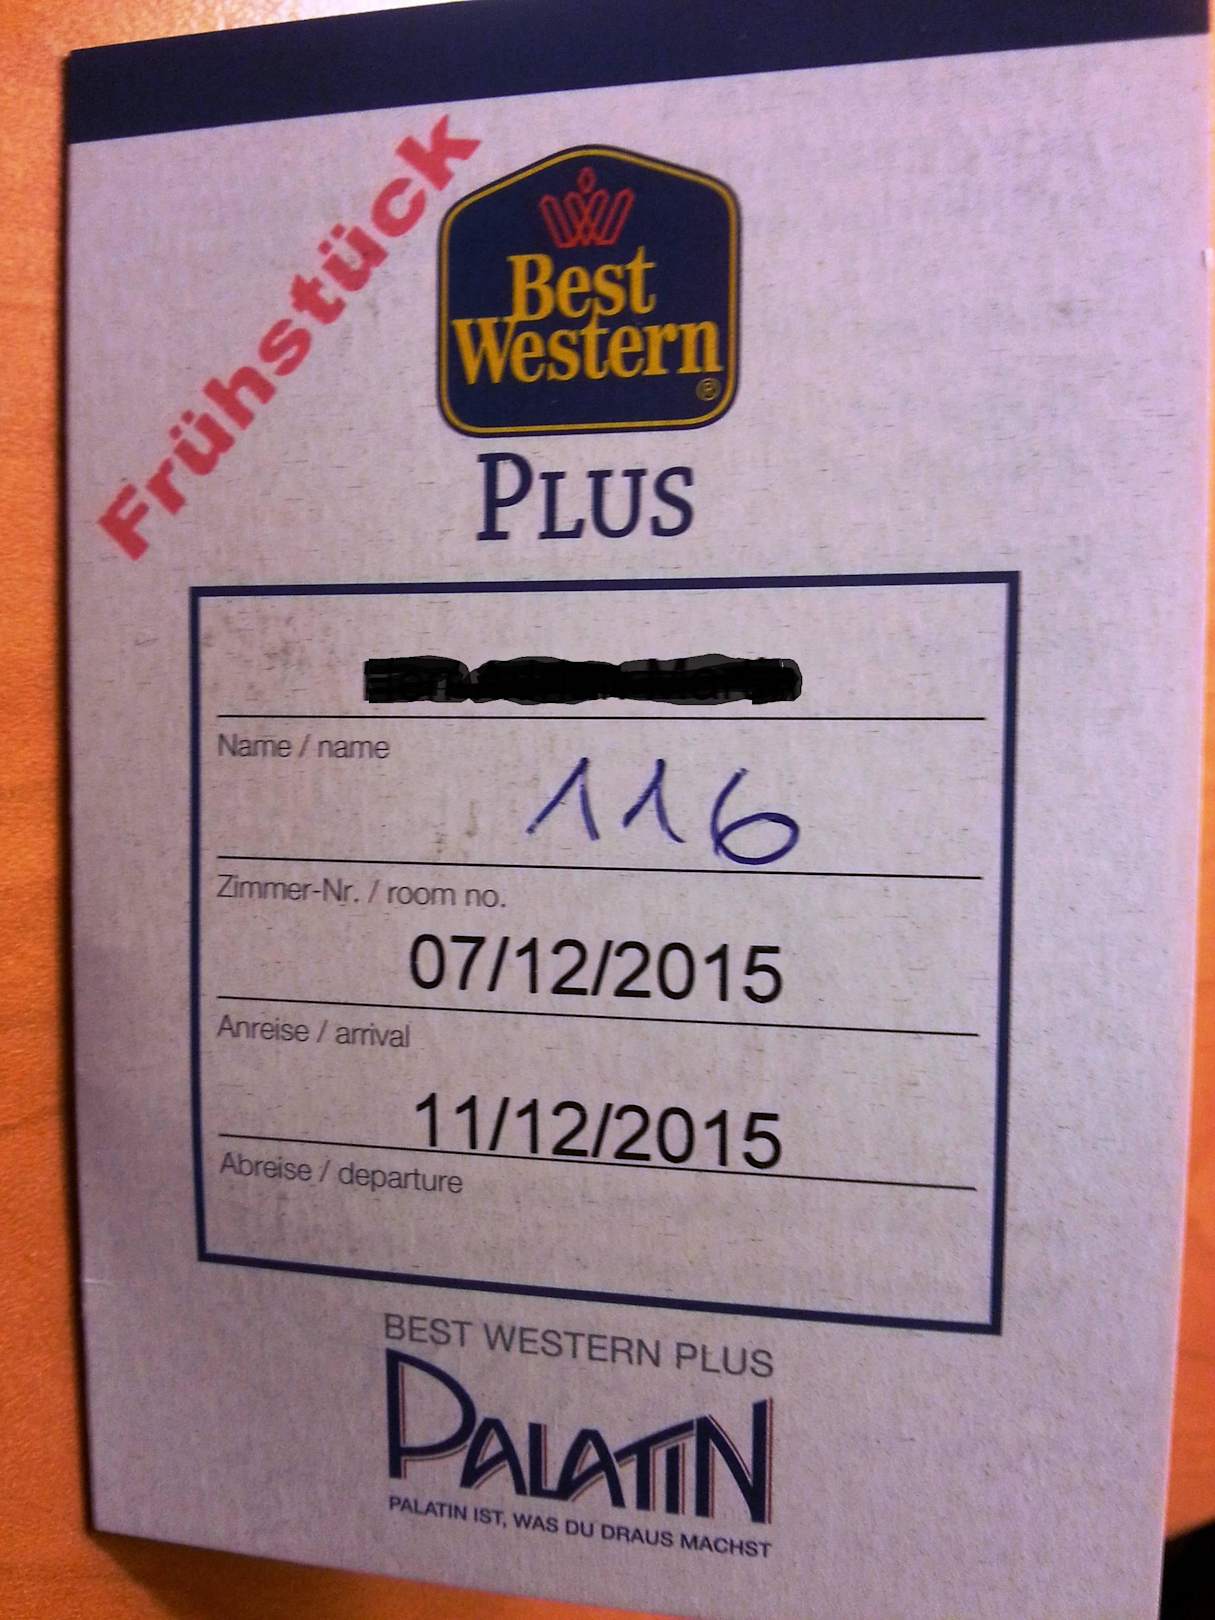 Frühstück
Best
Western
®
PLUS
Name / name
116
Zimmer-Nr. / room no.
07/12/2015
Anreise / arrival
11/12/2015
Abreise / departure
BEST WESTERN PLUS
PALATIN
PALATIN IST, WAS DU DRAUS MACHST